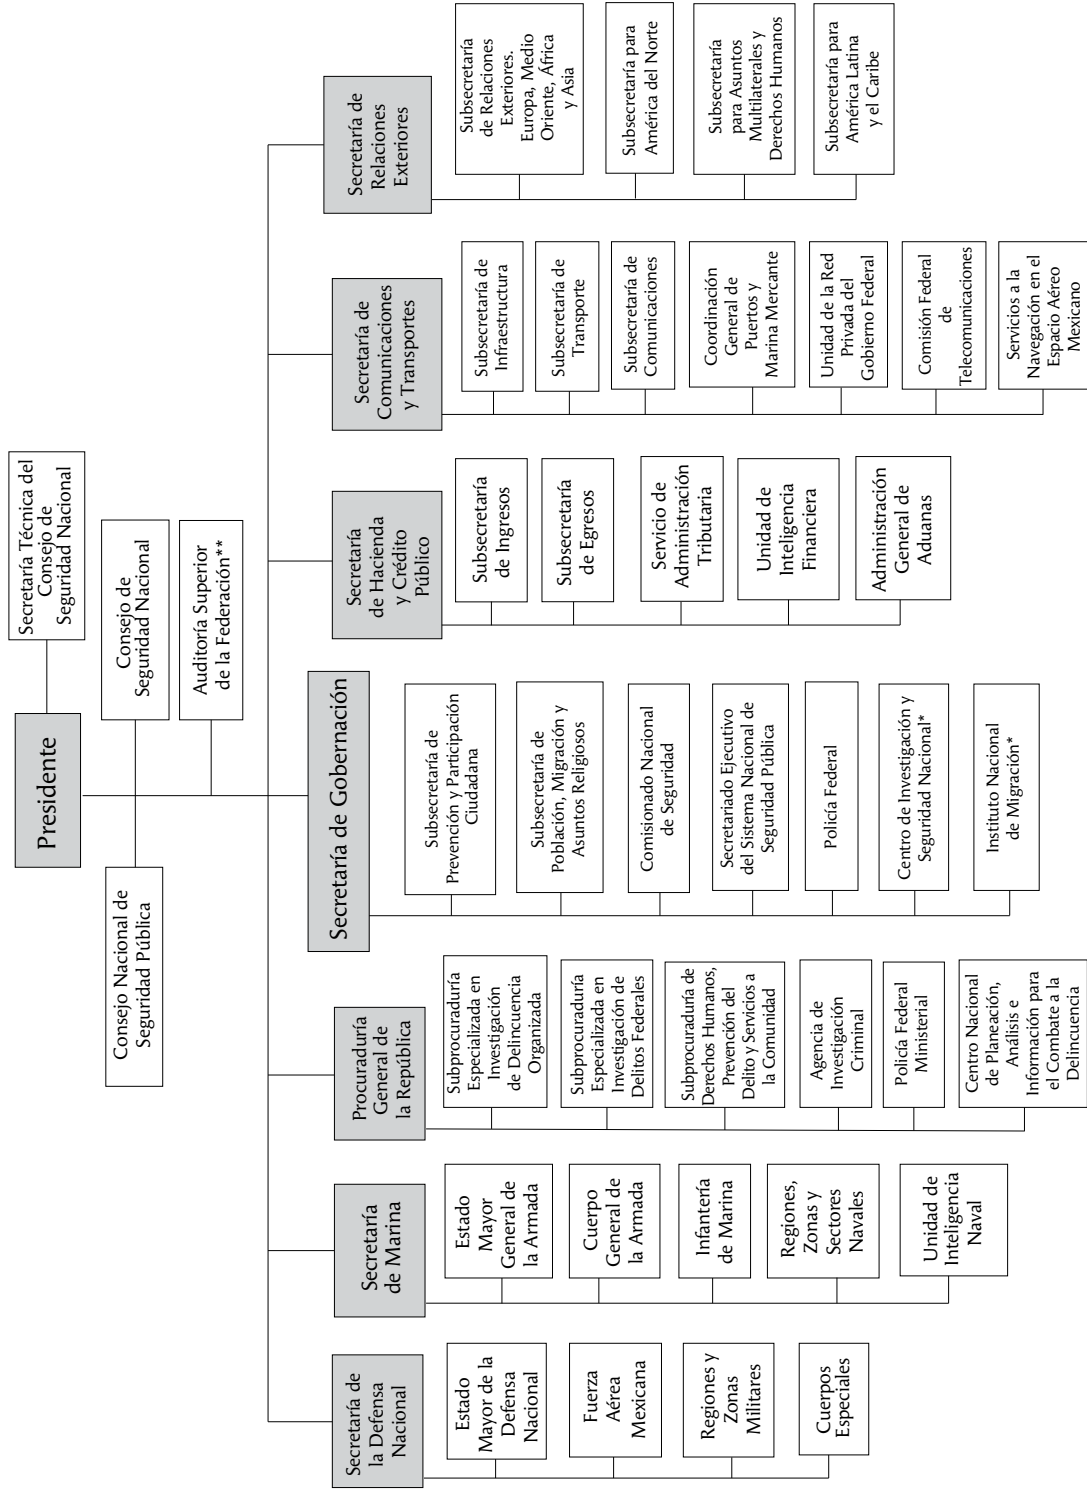 Presidente
Secretaría Técnica del
Consejo de
Seguridad Nacional
Consejo Nacional de
Seguridad Pública
Consejo de
Seguridad Nacional
Auditoría Superior
de la Federación**
Secretaría de
la Defensa
Nacional
Estado
Mayor de la
Defensa
Nacional
Fuerza
Aérea
Mexicana
Regiones y
Zonas
Militares
Cuerpos
Especiales
Secretaría
de Marina
Estado
Mayor
General de
la Armada
Cuerpo
General de
la Armada
Infantería
de Marina
Regiones,
Zonas y
Sectores
Navales
Unidad de
Inteligencia
Naval
Procuraduría
General de
la República
Subprocuraduría
Especializada en
Investigación
de Delincuencia
Organizada
Subprocuraduría
Especializada en
Investigación de
Delitos Federales
Subprocuraduría de
Derechos Humanos,
Prevención del
Delito y Servicios a
la Comunidad
Agencia de
Investigación
Criminal
Policía Federal
Ministerial
Centro Nacional
de Planeación,
Análisis e
Información para
el Combate a la
Delincuencia
Secretaría de Gobernación
Subsecretaría de
Prevención y Participación
Ciudadana
Subsecretaría de
Población, Migración y
Asuntos Religiosos
Comisionado Nacional
de Seguridad
Secretariado Ejecutivo
del Sistema Nacional de
Seguridad Pública
Policía Federal
Centro de Investigación y
Seguridad Nacional*
Instituto Nacional
de Migración*
Secretaría
de Hacienda
y Crédito
Público
Subsecretaría
de Ingresos
Subsecretaría
de Egresos
Servicio de
Administración
Tributaria
Unidad de
Inteligencia
Financiera
Administración
General de
Aduanas
Secretaría de
Comunicaciones
y Transportes
Subsecretaría de
Infraestructura
Subsecretaría de
Transporte
Subsecretaría de
Comunicaciones
Coordinación
General de
Puertos y
Marina Mercante
Unidad de la Red
Privada del
Gobierno Federal
Comisión Federal
de
Telecomunicaciones
Servicios a la
Navegación en el
Espacio Aéreo
Mexicano
Secretaría de
Relaciones
Exteriores
Subsecretaría
de Relaciones
Exteriores.
Europa, Medio
Oriente, África
y Asia
Subsecretaría para
América del Norte
Subsecretaría
para Asuntos
Multilaterales y
Derechos Humanos
Subsecretaría para
América Latina
y el Caribe